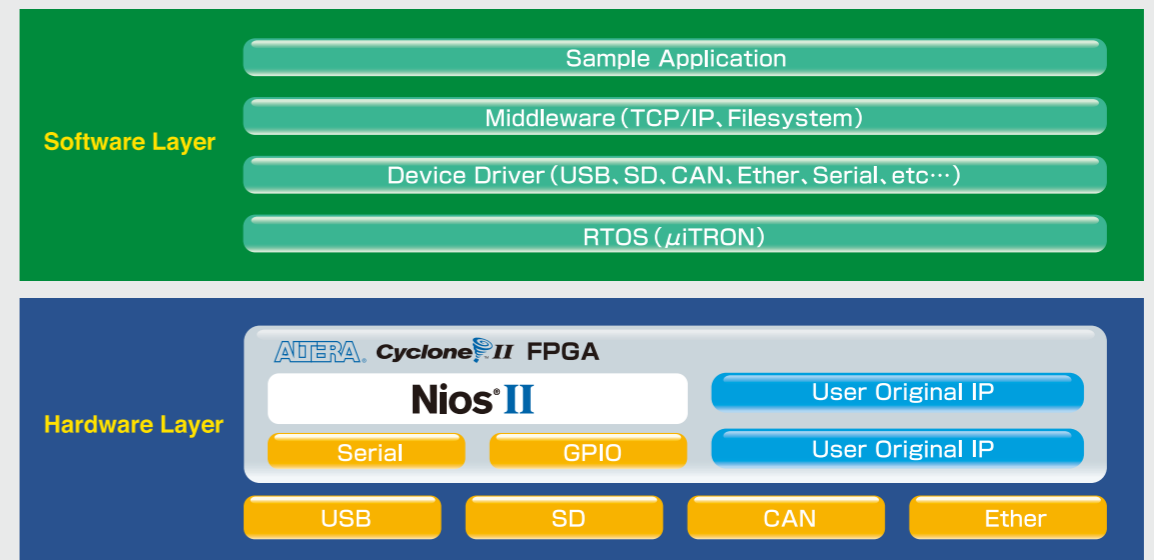 Sample Application
Middleware(TCP/IP、Filesystem)
Software Layer
Device Driver(USB、SD、CAN、Ether、Serial、etc…)
RTOS(μiTRON)
ALTERA® Cyclone® II FPGA
Nios® II
User Original IP
Hardware Layer
Serial
GPIO
User Original IP
USB
SD
CAN
Ether